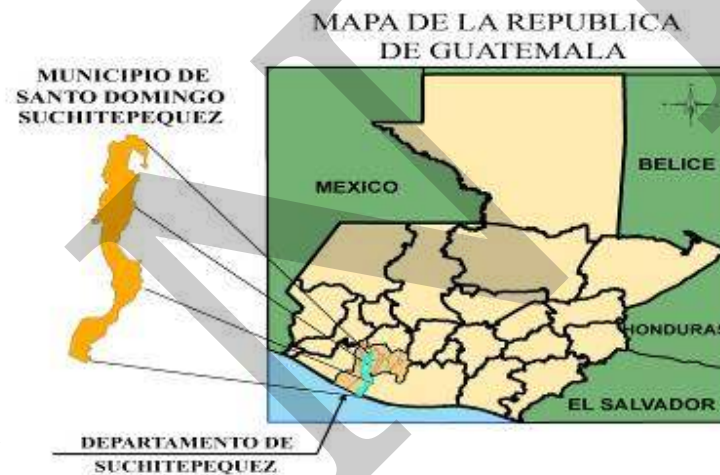 MAPA DE LA REPUBLICA
DE GUATEMALA
MUNICIPIO DE
SANTO DOMINGO
SUCHITEPEQUEZ
BELICE
MEXICO
HONDURAS
EL SALVADOR
DEPARTAMENTO DE
SUCHITEPEQUEZ